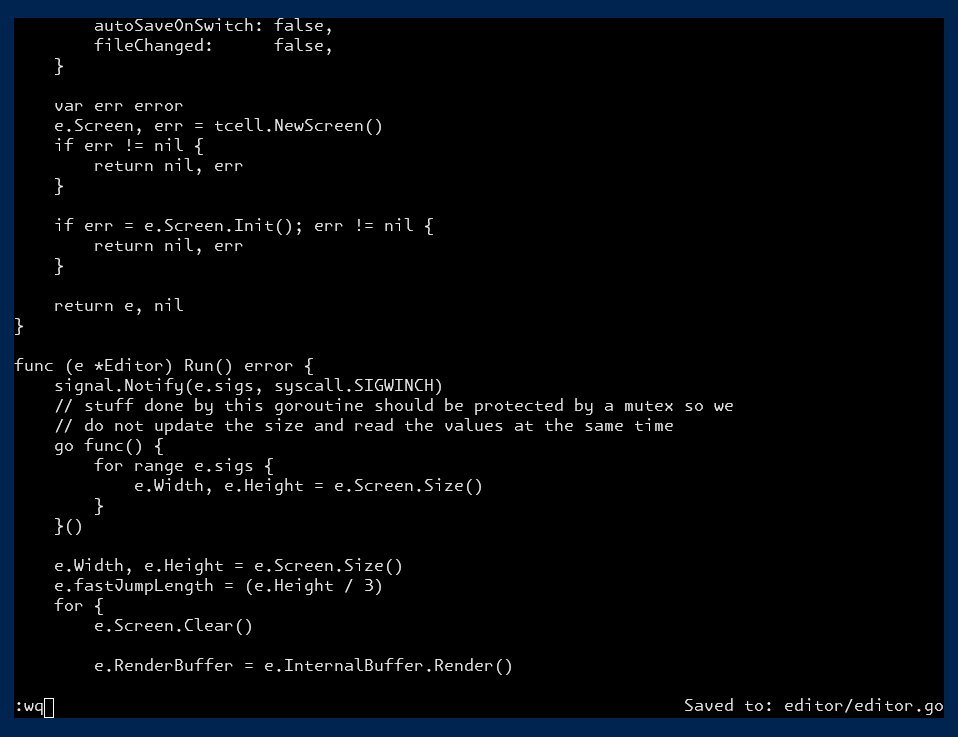 autoSaveOnSwitch: false,
        fileChanged:      false,
    }

    var err error
    e.Screen, err = tcell.NewScreen()
    if err != nil {
        return nil, err
    }

    if err = e.Screen.Init(); err != nil {
        return nil, err
    }

    return e, nil
}

func (e *Editor) Run() error {
    signal.Notify(e.sigs, syscall.SIGWINCH)
    // stuff done by this goroutine should be protected by a mutex so we
    // do not update the size and read the values at the same time
    go func() {
        for range e.sigs {
            e.Width, e.Height = e.Screen.Size()
        }
    }()

    e.Width, e.Height = e.Screen.Size()
    e.fastJumpLength = (e.Height / 3)
    for {
        e.Screen.Clear()

        e.RenderBuffer = e.InternalBuffer.Render()

:wq                                                                Saved to: editor/editor.go